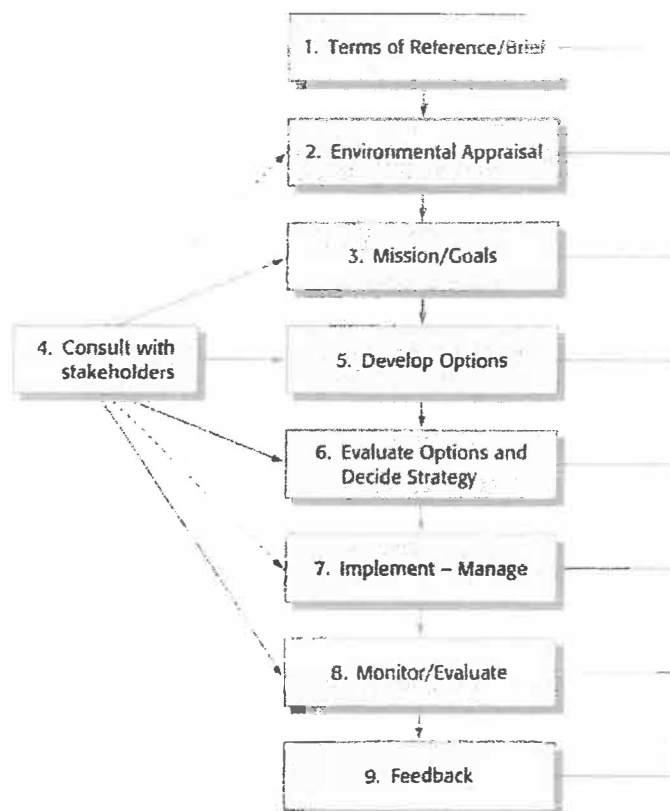 1. Terms of Reference/Brief
2. Environmental Appraisal
3. Mission/Goals
4. Consult with
stakeholders
5. Develop Options
6. Evaluate Options and
Decide Strategy
7. Implement – Manage
8. Monitor/Evaluate
9. Feedback